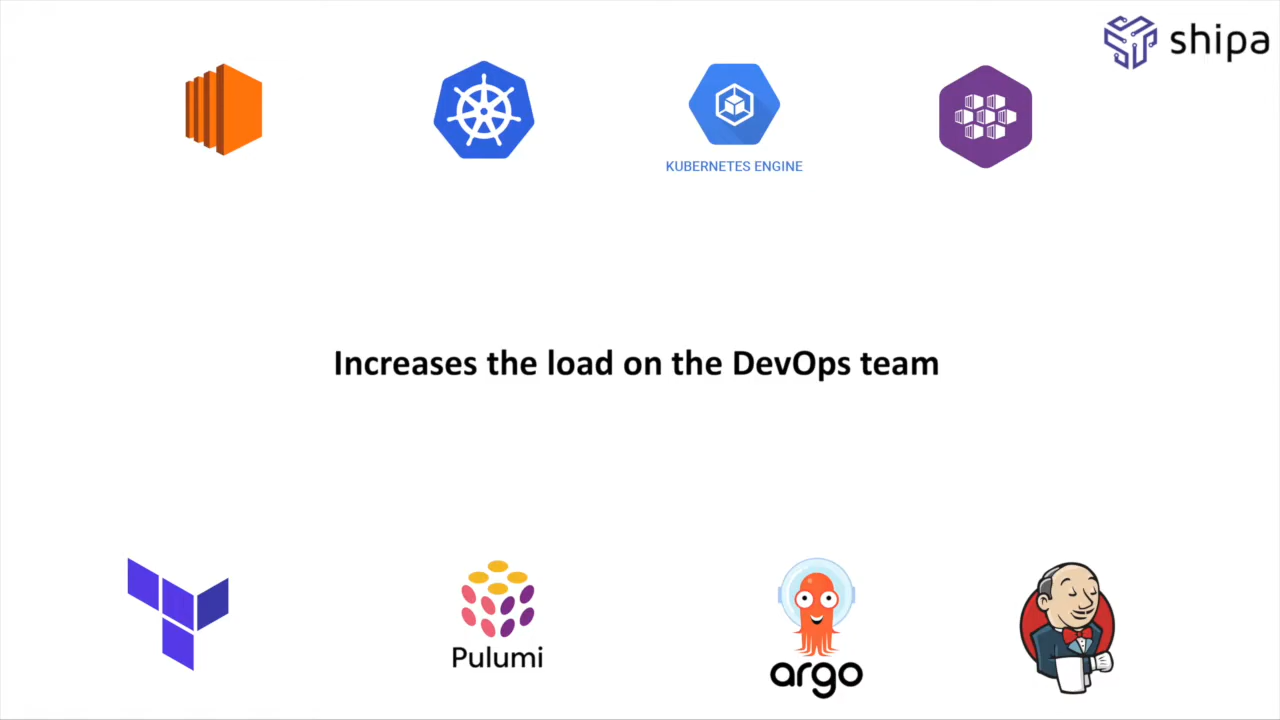 shipa
KUBERNETES ENGINE
Increases the load on the DevOps team
Pulumi
argo